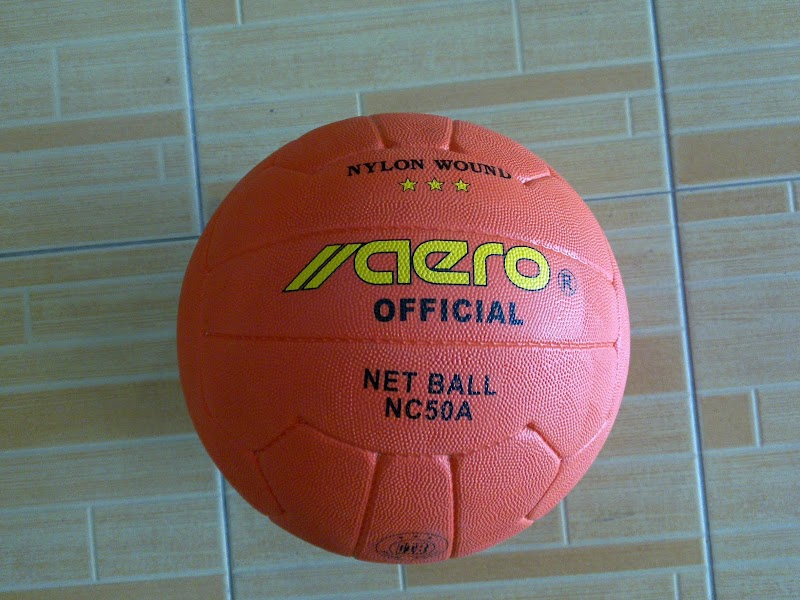 NYLON WOUND
aero ®
OFFICIAL
NET BALL
NC50A